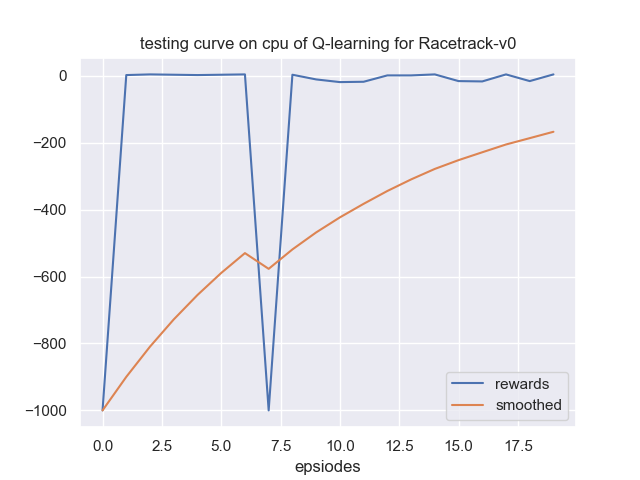 testing curve on cpu of Q-learning for Racetrack-v0
0
−200
−400
−600
−800
−1000
rewards
smoothed
0.0 2.5 5.0 7.5 10.0 12.5 15.0 17.5
epsiodes